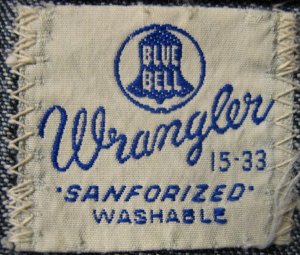 BLUE
BELL
Wrangler
15-33
"SANFORIZED"
WASHABLE